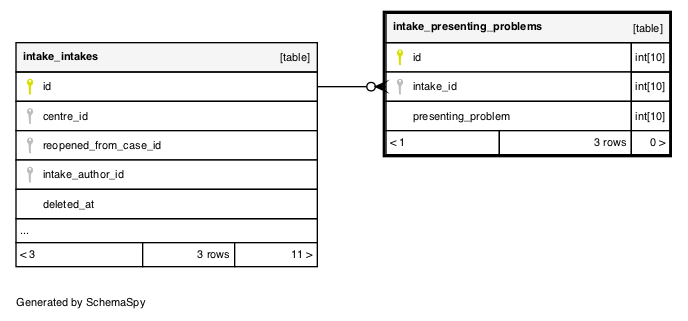 intake_intakes [table]
id
centre_id
reopened_from_case_id
intake_author_id
deleted_at
...
< 3 3 rows 11 >
intake_presenting_problems [table]
id int[10]
intake_id int[10]
presenting_problem int[10]
< 1 3 rows 0 >
Generated by SchemaSpy